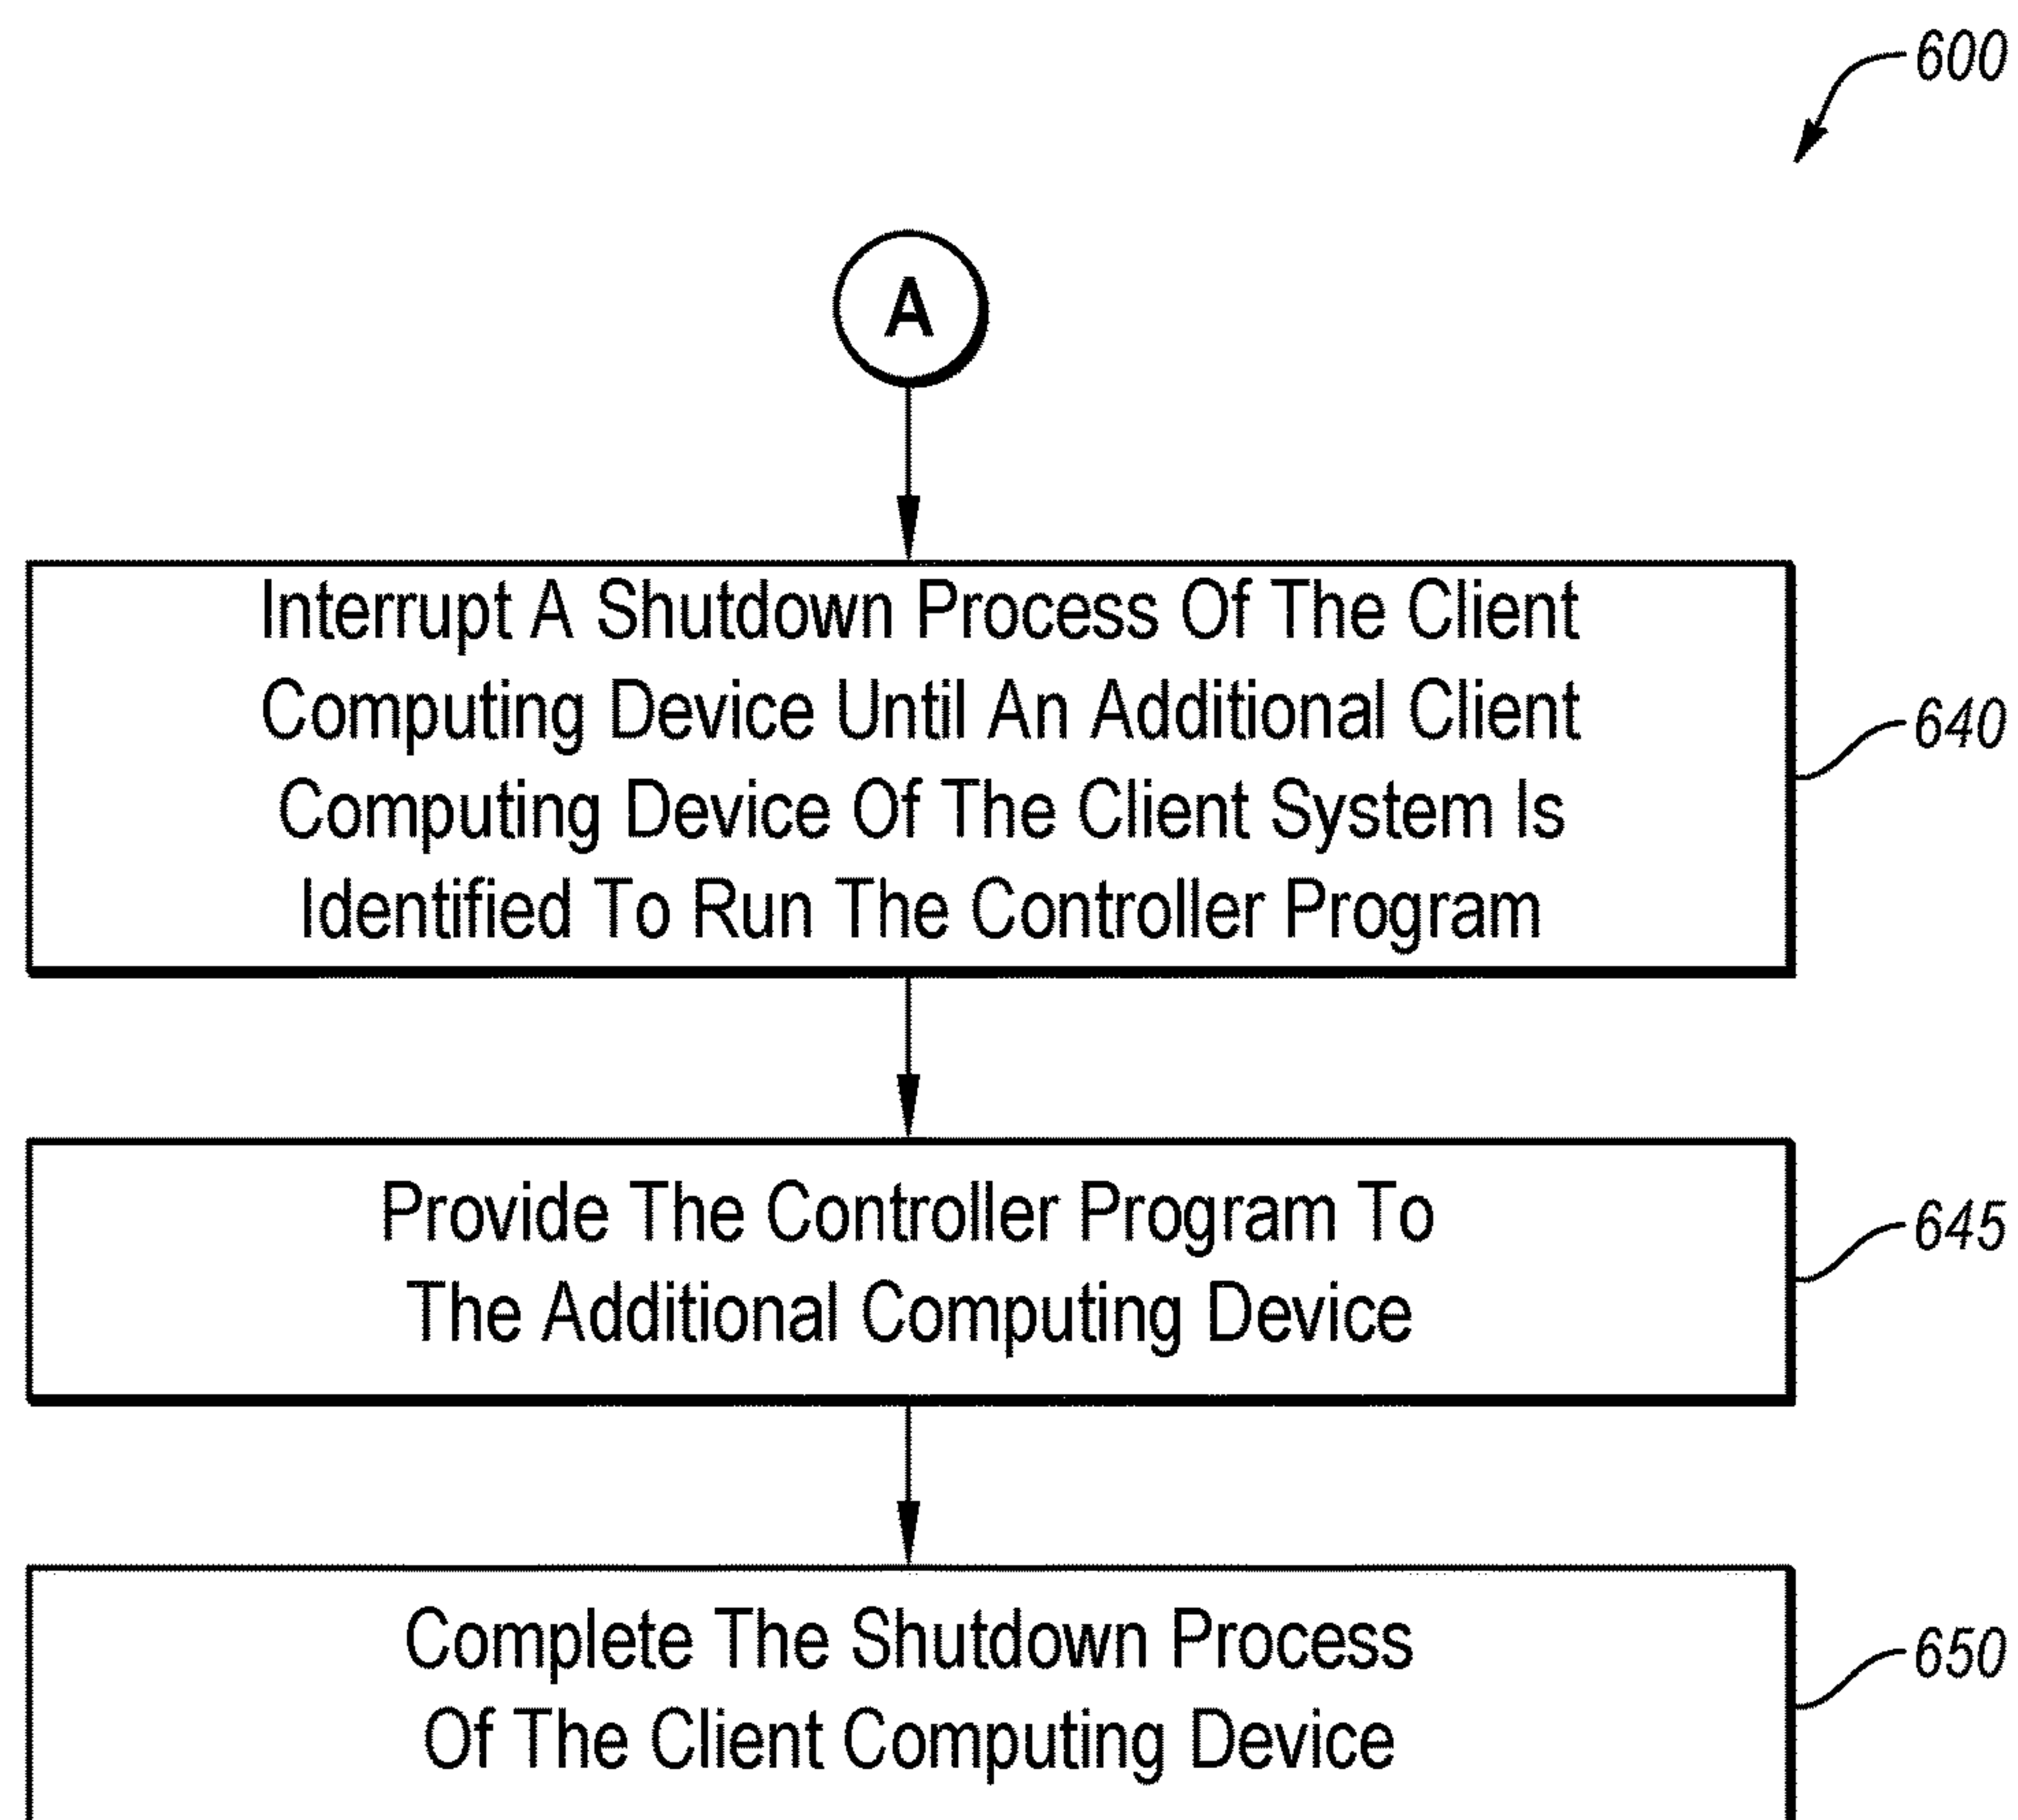 600
A
Interrupt A Shutdown Process Of The Client
Computing Device Until An Additional Client
Computing Device Of The Client System Is
Identified To Run The Controller Program
640
Provide The Controller Program To
The Additional Computing Device
645
Complete The Shutdown Process
Of The Client Computing Device
650